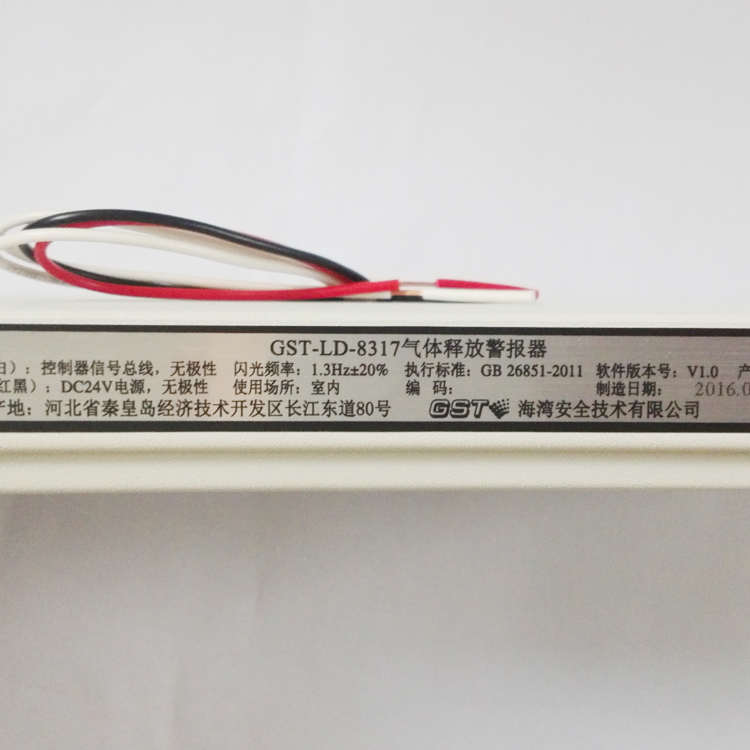 GST-LD-8317气体释放警报器
白）：控制器信号总线，无极性 闪光频率：1.3Hz±20% 执行标准：GB 26851-2011 软件版本号：V1.0 产
红黑）：DC24V电源，无极性 使用场所：室内 编 码： 制造日期： 2016.0
产地：河北省秦皇岛经济技术开发区长江东道80号 GST 海湾安全技术有限公司